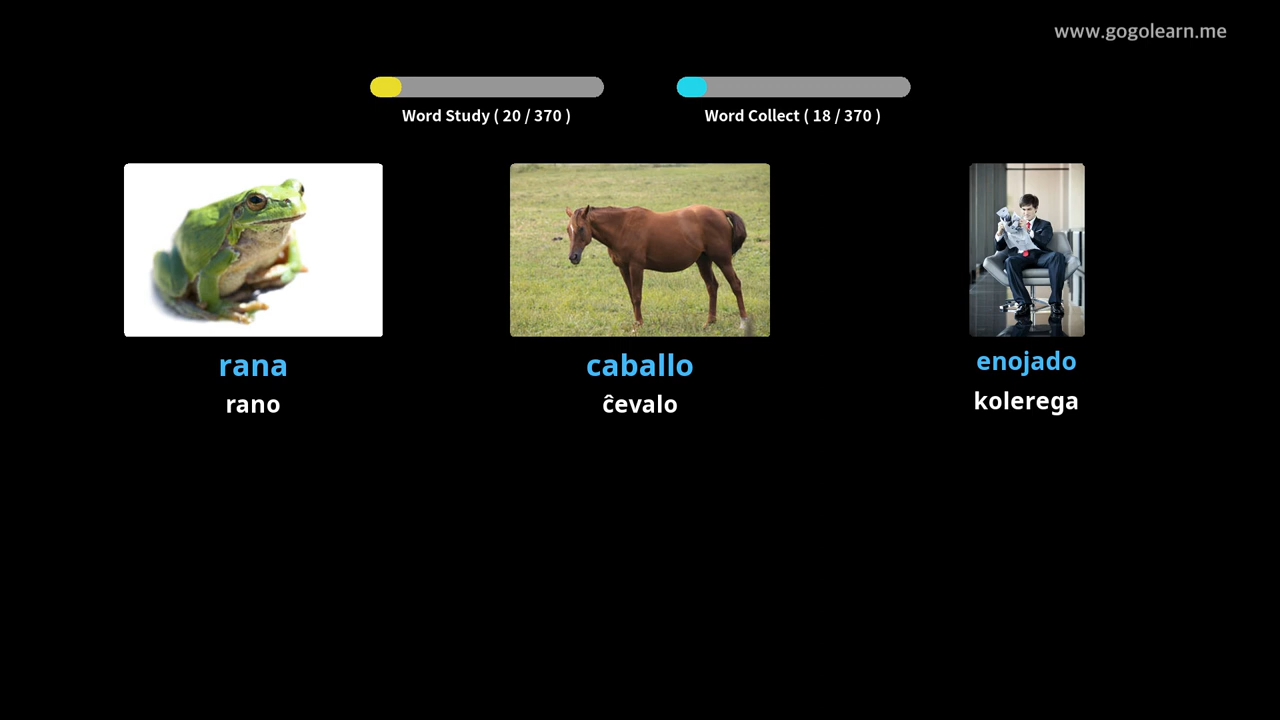 www.gogolearn.me
Word Study ( 20 / 370 )
Word Collect ( 18 / 370 )
rana
caballo
enojado
rano
ĉevalo
kolerega